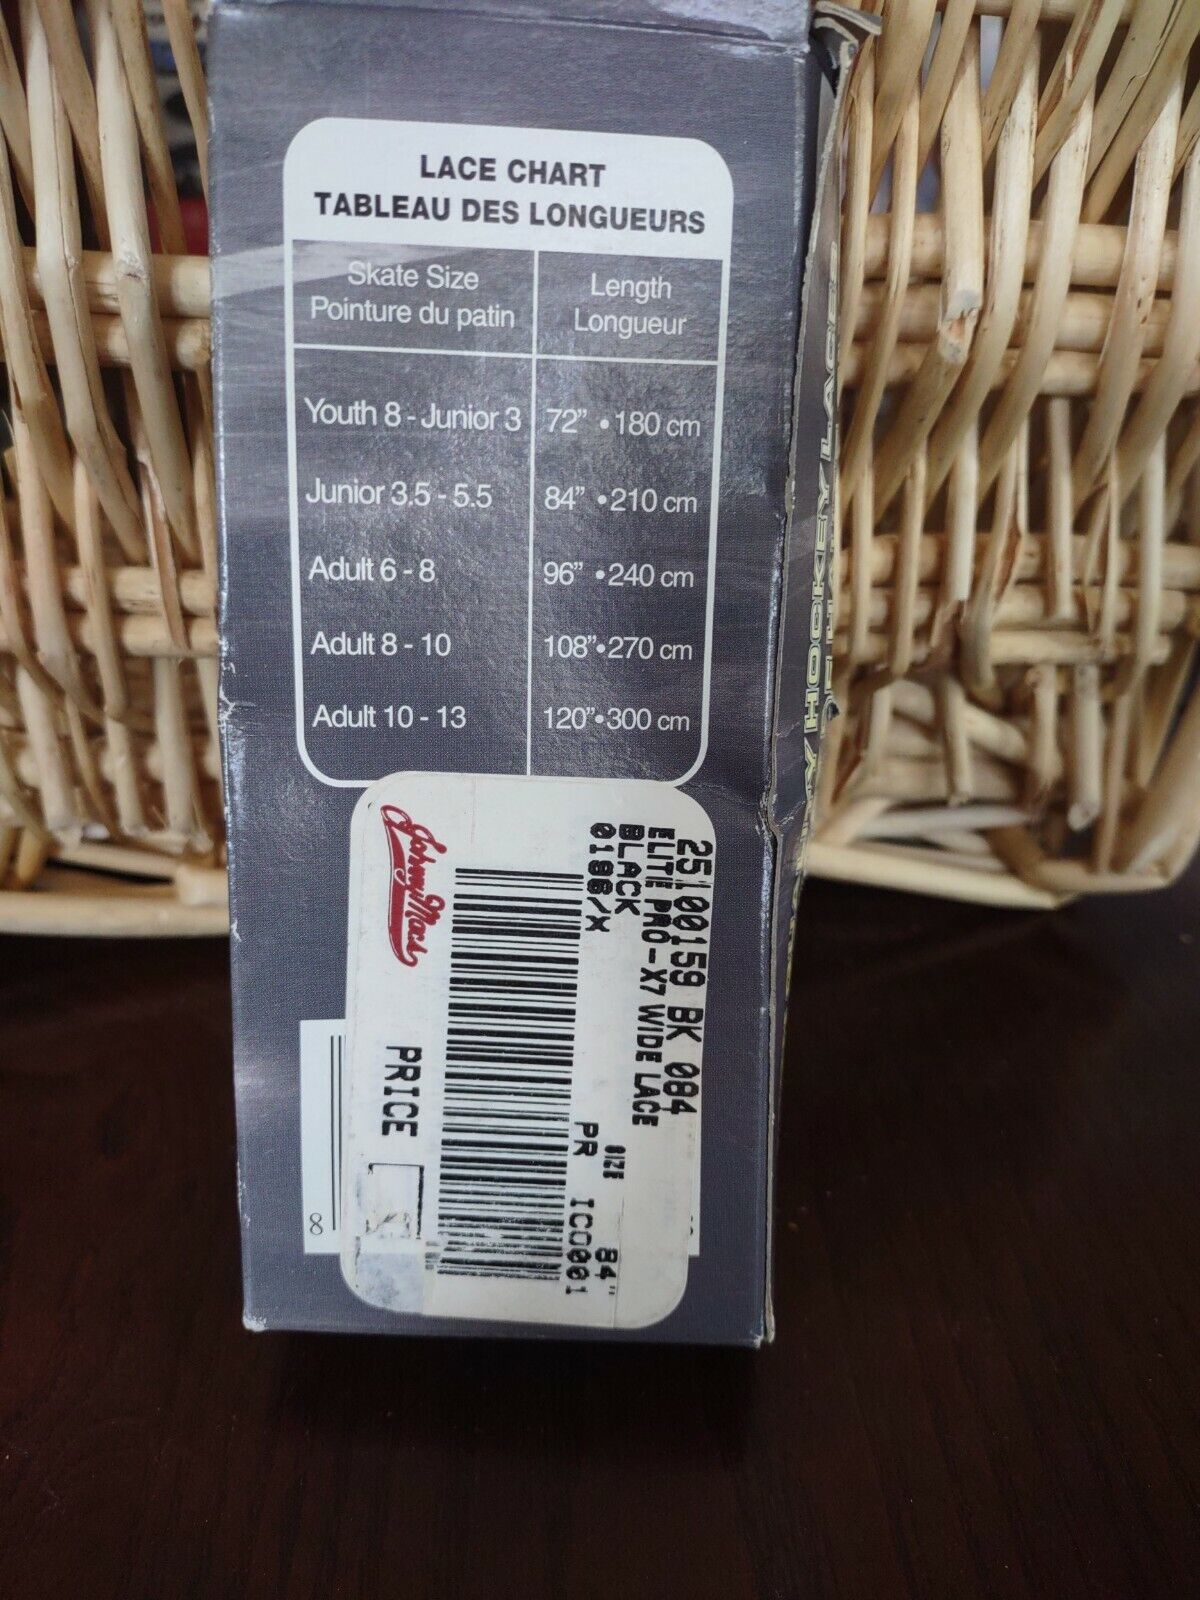 LACE CHART
TABLEAU DES LONGUEURS
Skate Size
Pointure du patin
Length
Longueur
Youth 8 - Junior 3 72" • 180 cm
Junior 3.5 - 5.5 84" • 210 cm
Adult 6 - 8 96" • 240 cm
Adult 8 - 10 108" • 270 cm
Adult 10 - 13 120" • 300 cm
25100159 BK 084
ELITE PRO-X7 WIDE LACE
BLACK
0186/X
SIZE 84"
PR IC0001
JohnnyMacs
PRICE
8
HOCKEY LACES